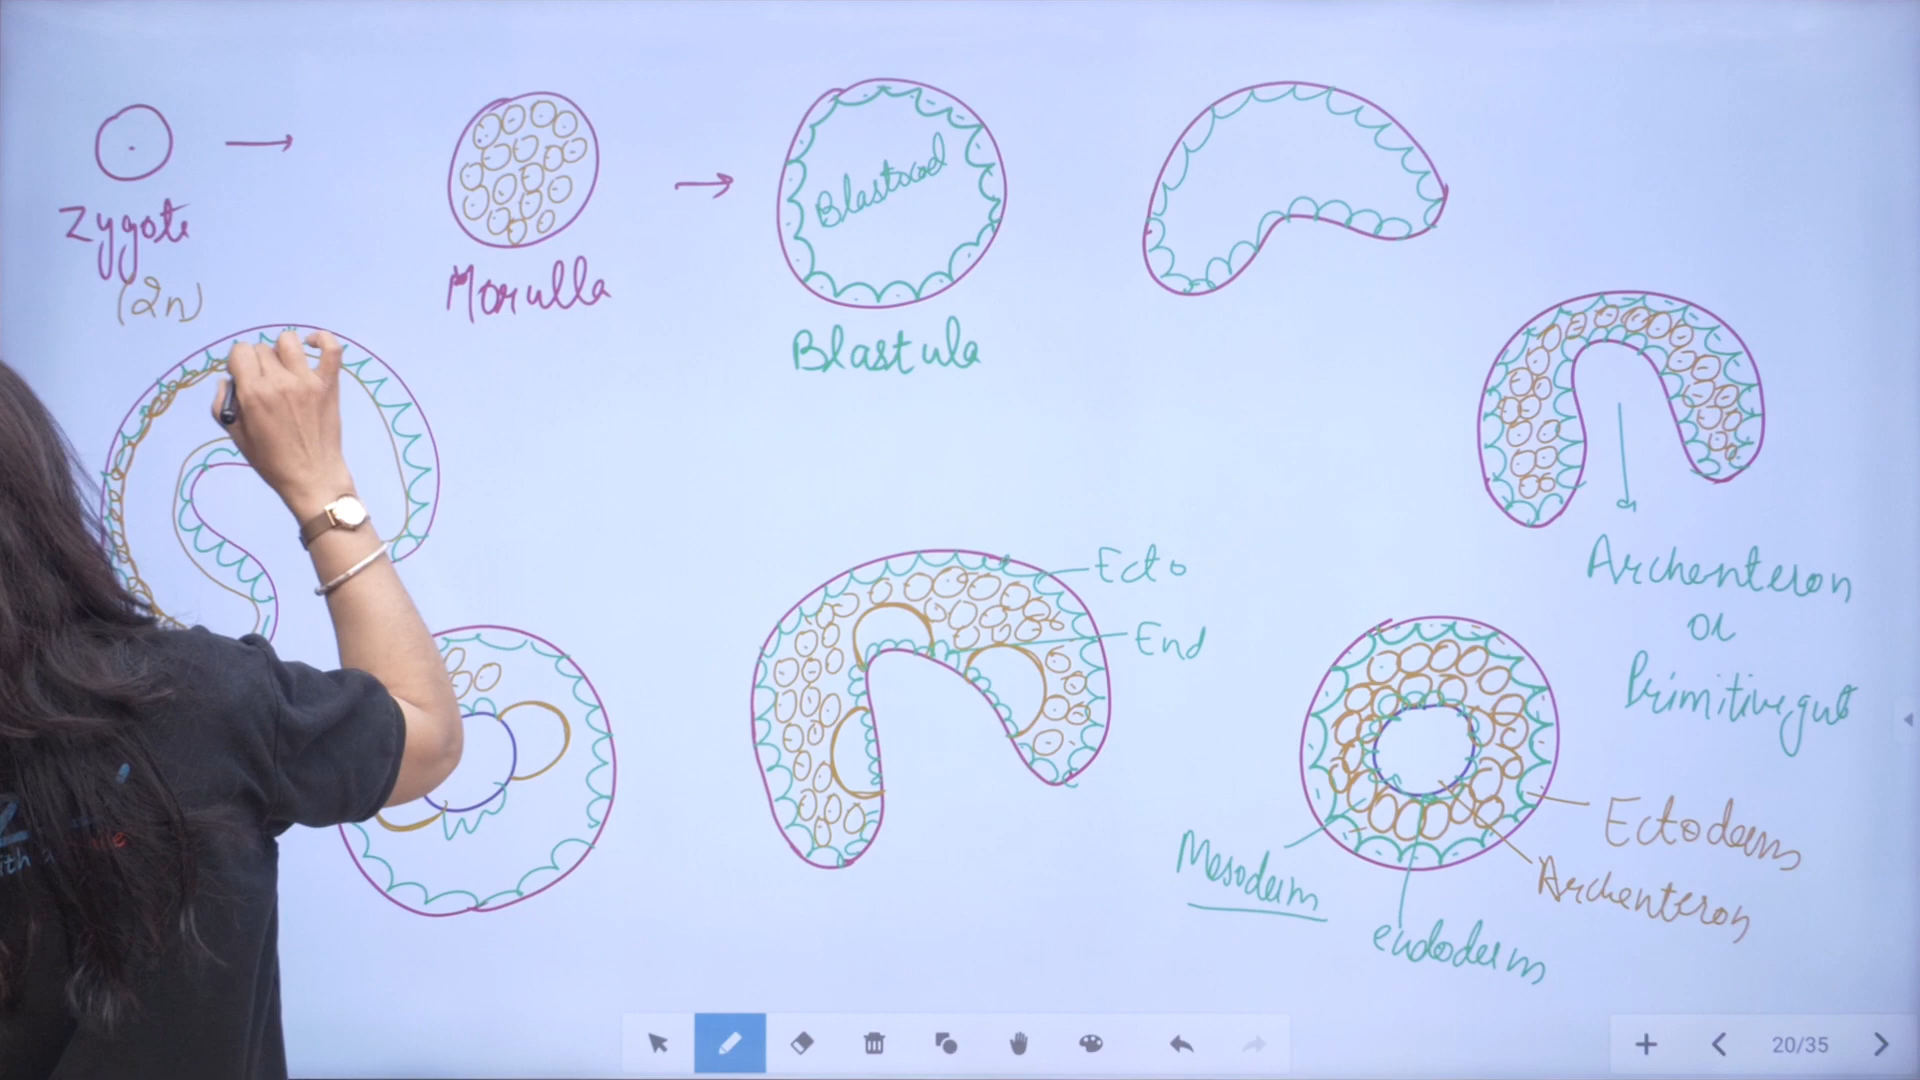 Zygote
(2n)
Morulla
Blastocoel
Blastula
Archenteron
or
Primitive gut
Ecto
End
Ectoderm
Archenteron
Mesoderm
endoderm
20/35